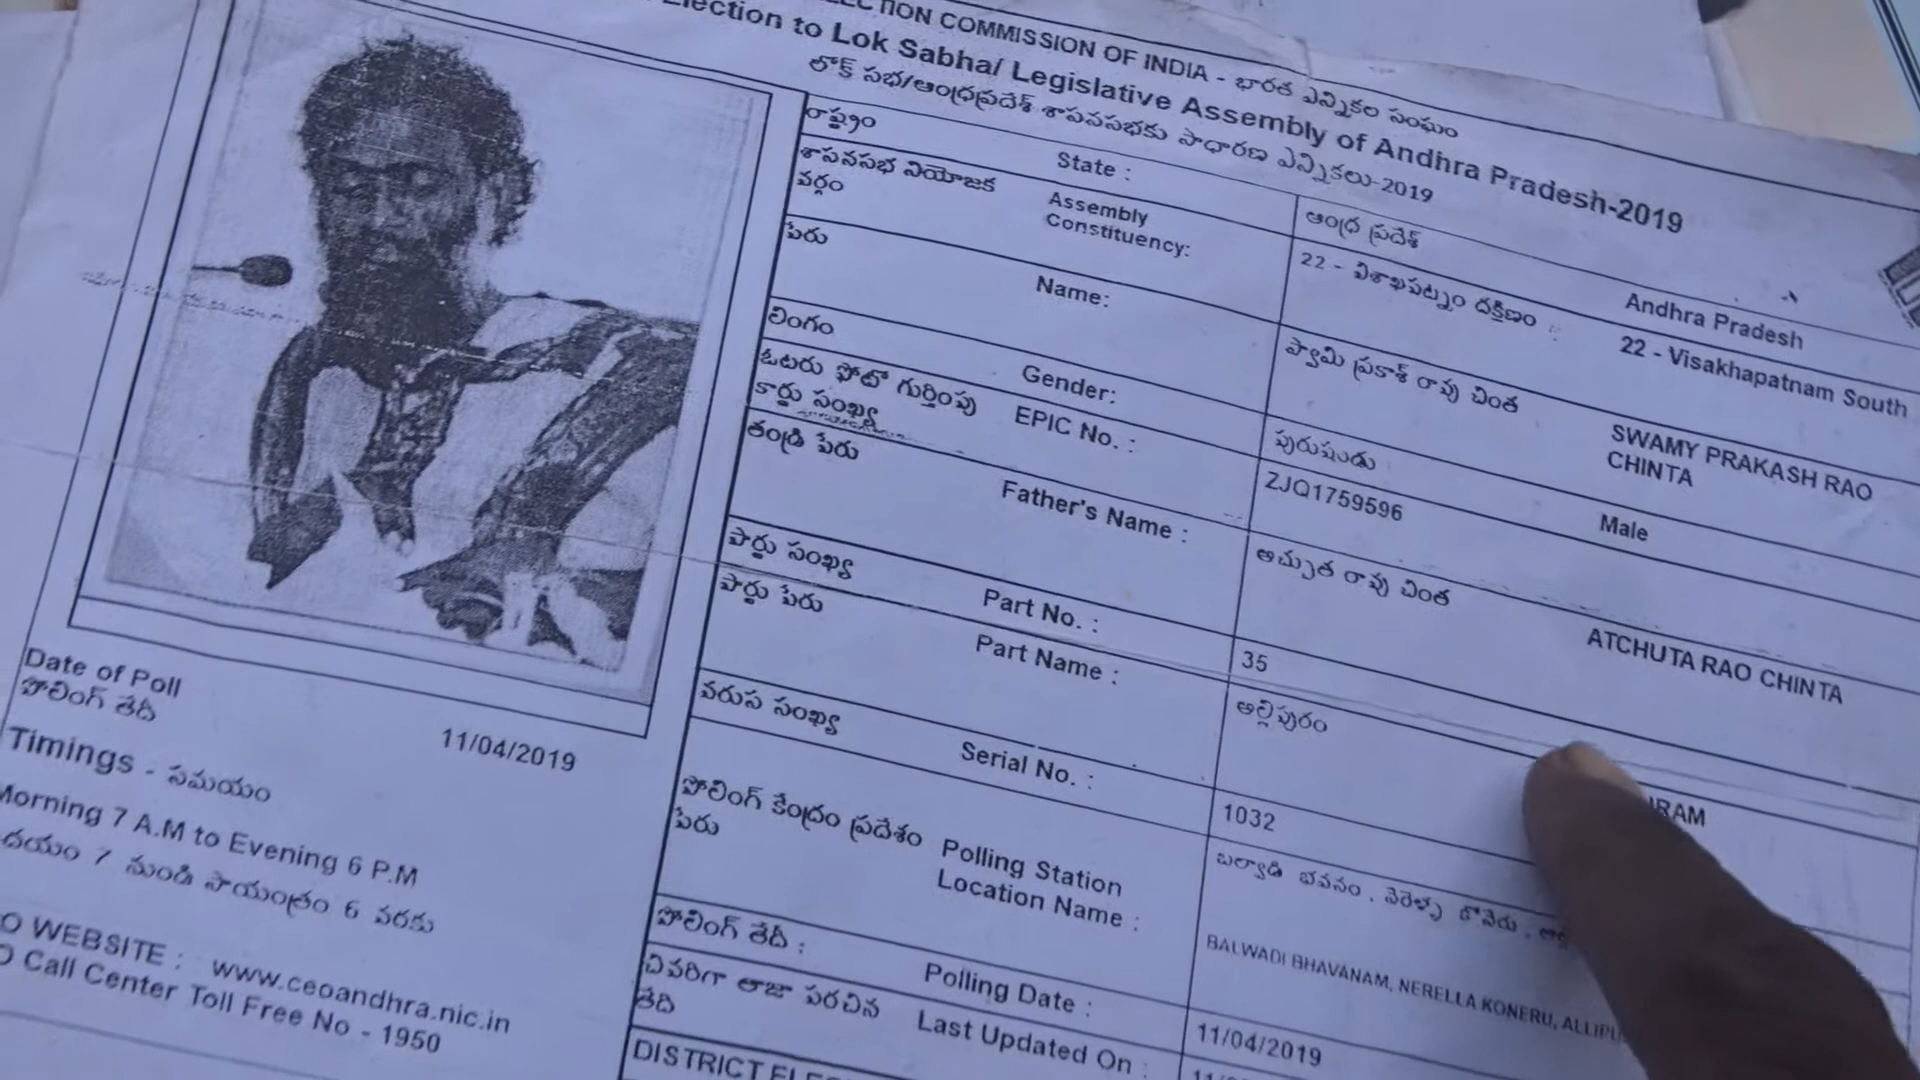 ELECTION COMMISSION OF INDIA - భారత ఎన్నికల సంఘం
Election to Lok Sabha/ Legislative Assembly of Andhra Pradesh-2019
లోక్ సభ/ఆంధ్రప్రదేశ్ శాసనసభకు సాధారణ ఎన్నికలు-2019
రాష్ట్రం State : ఆంధ్ర ప్రదేశ్ Andhra Pradesh
శాసనసభ నియోజక వర్గం Assembly Constituency: 22 - విశాఖపట్నం దక్షిణం : 22 - Visakhapatnam South
పేరు Name: స్వామి ప్రకాశ్ రావు చింత SWAMY PRAKASH RAO CHINTA
లింగం Gender: పురుషుడు Male
ఓటరు ఫోటో గుర్తింపు కార్డు సంఖ్య EPIC No. : ZJQ1759596
తండ్రి పేరు Father's Name : అచ్చుత రావు చింత ATCHUTA RAO CHINTA
పార్టు సంఖ్య Part No. : 35
పార్టు పేరు Part Name : అల్లిపురం
వరుస సంఖ్య Serial No. : 1032
పోలింగ్ కేంద్రం ప్రదేశం పేరు Polling Station Location Name : బల్వాడి భవనం , నేరెళ్ళ కోనేరు ,
BALWADI BHAVANAM, NERELLA KONERU,
పోలింగ్ తేదీ : Polling Date : 11/04/2019
చివరిగా తాజా పరచిన తేది Last Updated On :
Date of Poll
పోలింగ్ తేదీ
11/04/2019
Timings - సమయం
Morning 7 A.M to Evening 6 P.M
7 నుండి సాయంత్రం 6 వరకు
WEBSITE : www.ceoandhra.nic.in
Call Center Toll Free No - 1950
DISTRICT